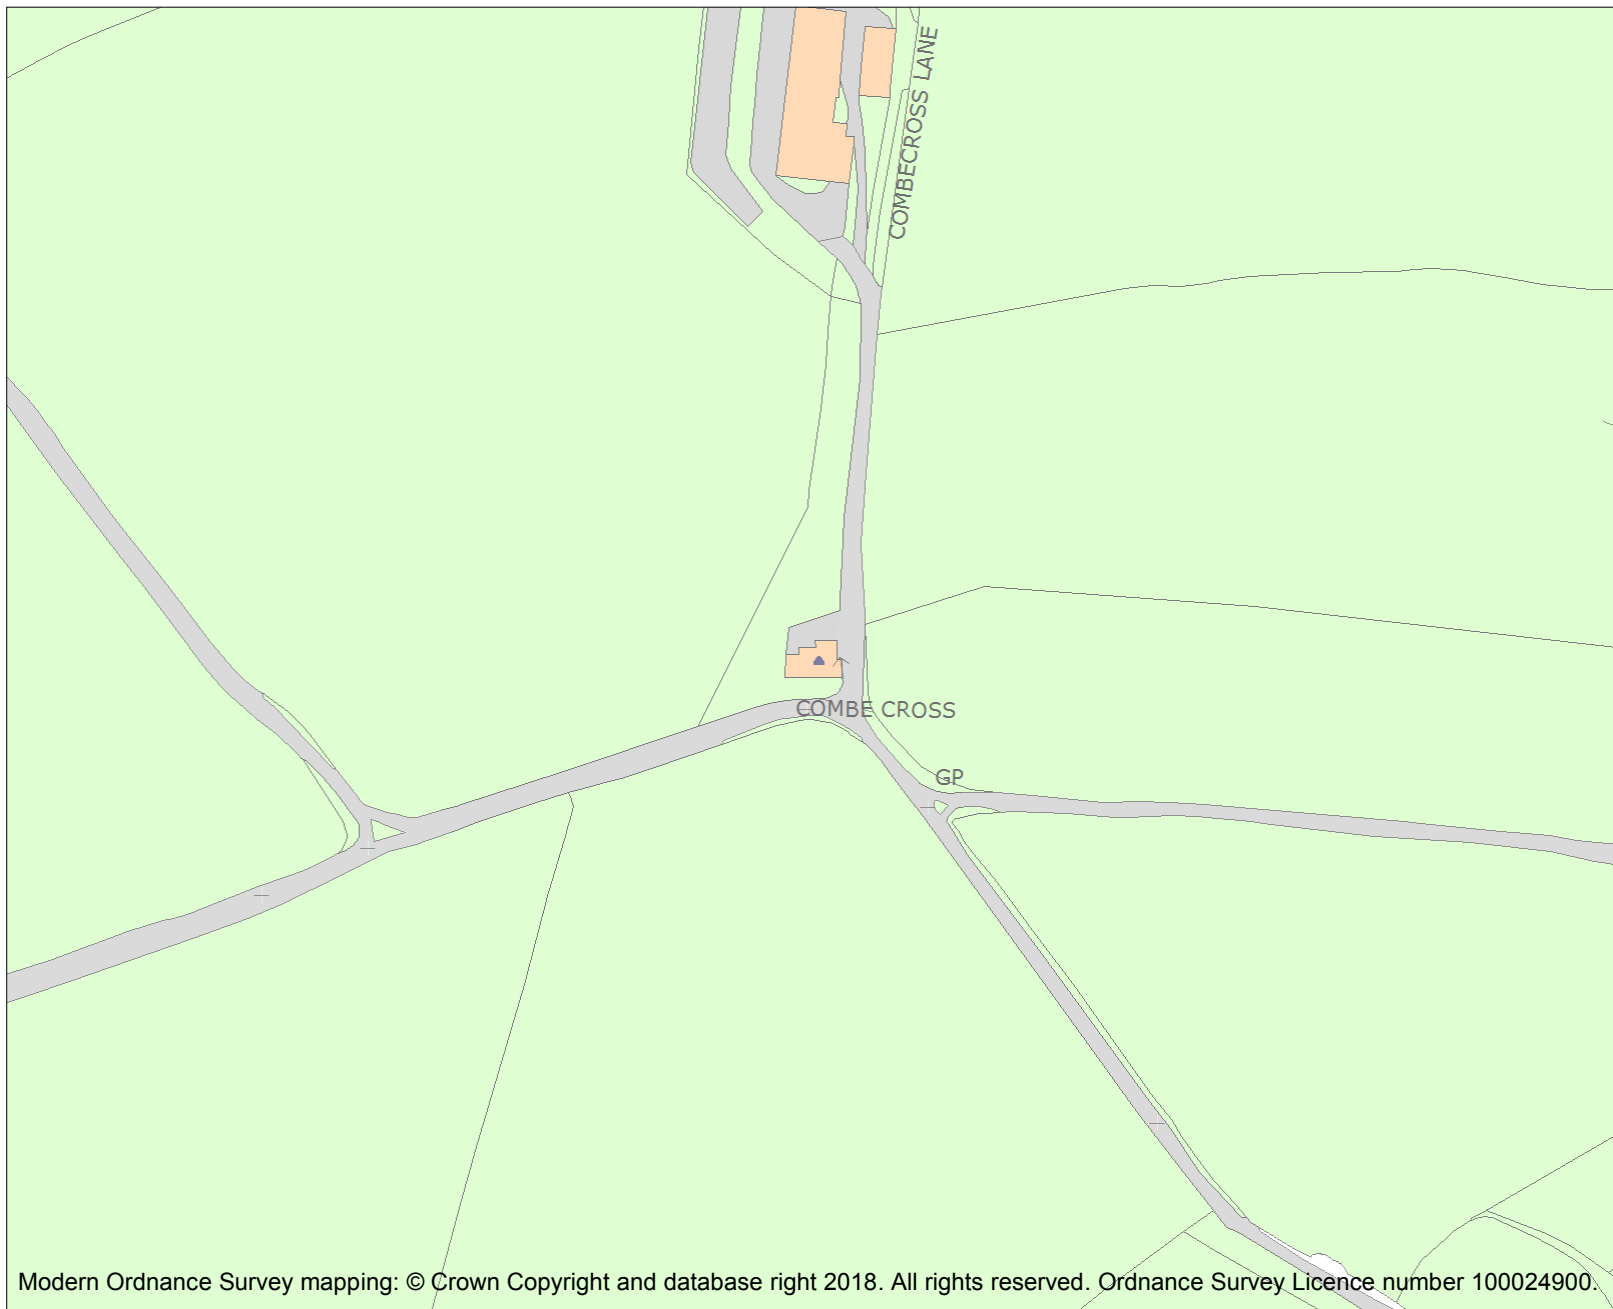 COMBECROSS LANE
COMBE CROSS
GP
Modern Ordnance Survey mapping: © Crown Copyright and database right 2018. All rights reserved. Ordnance Survey Licence number 100024900.